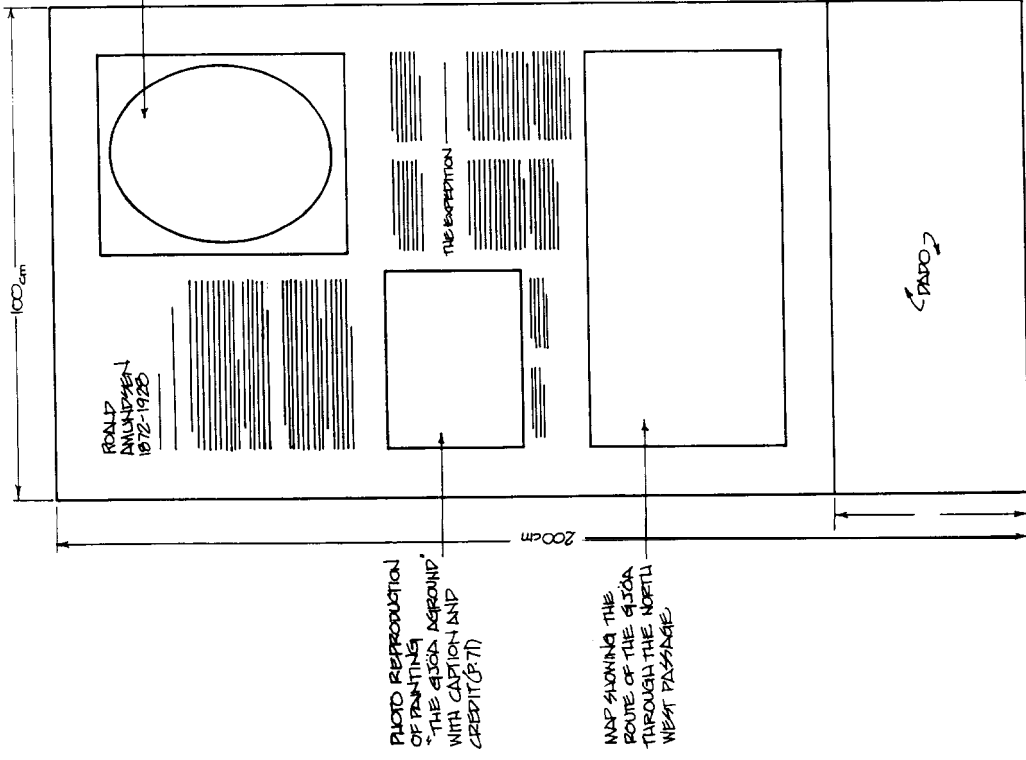 100cm
ROALD
AMUNDSEN
1872-1928
THE EXPEDITION
PHOTO REPRODUCTION
OF PAINTING
"THE GJÖA AGROUND"
WITH CAPTION AND
CREDIT (P.71)
200cm
MAP SHOWING THE
ROUTE OF THE GJÖA
THROUGH THE NORTH
WEST PASSAGE
DADO